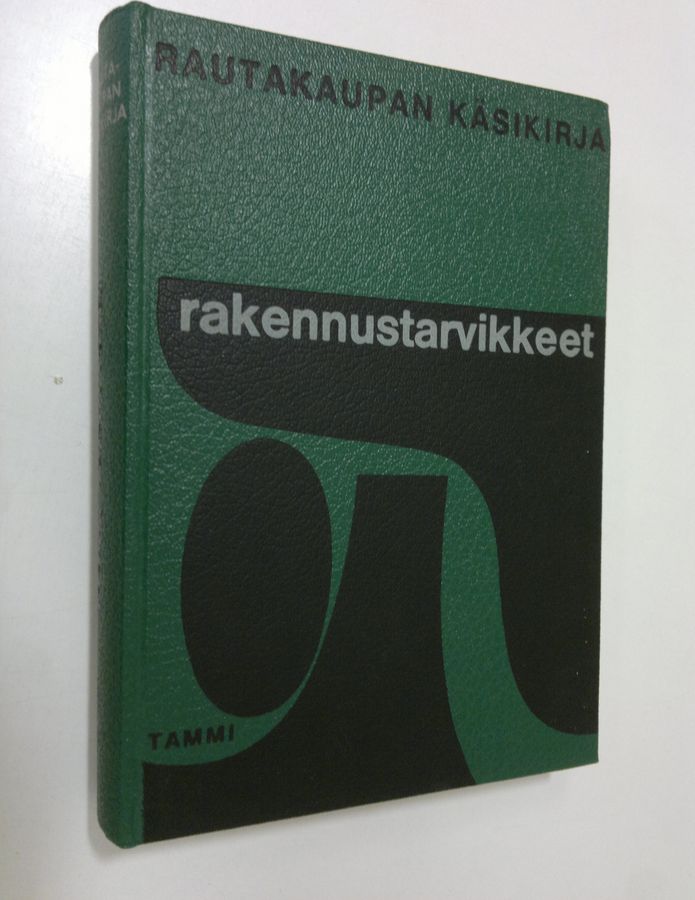 RAUTAKAUPAN KÄSIKIRJA
rakennustarvikkeet
TAMMI